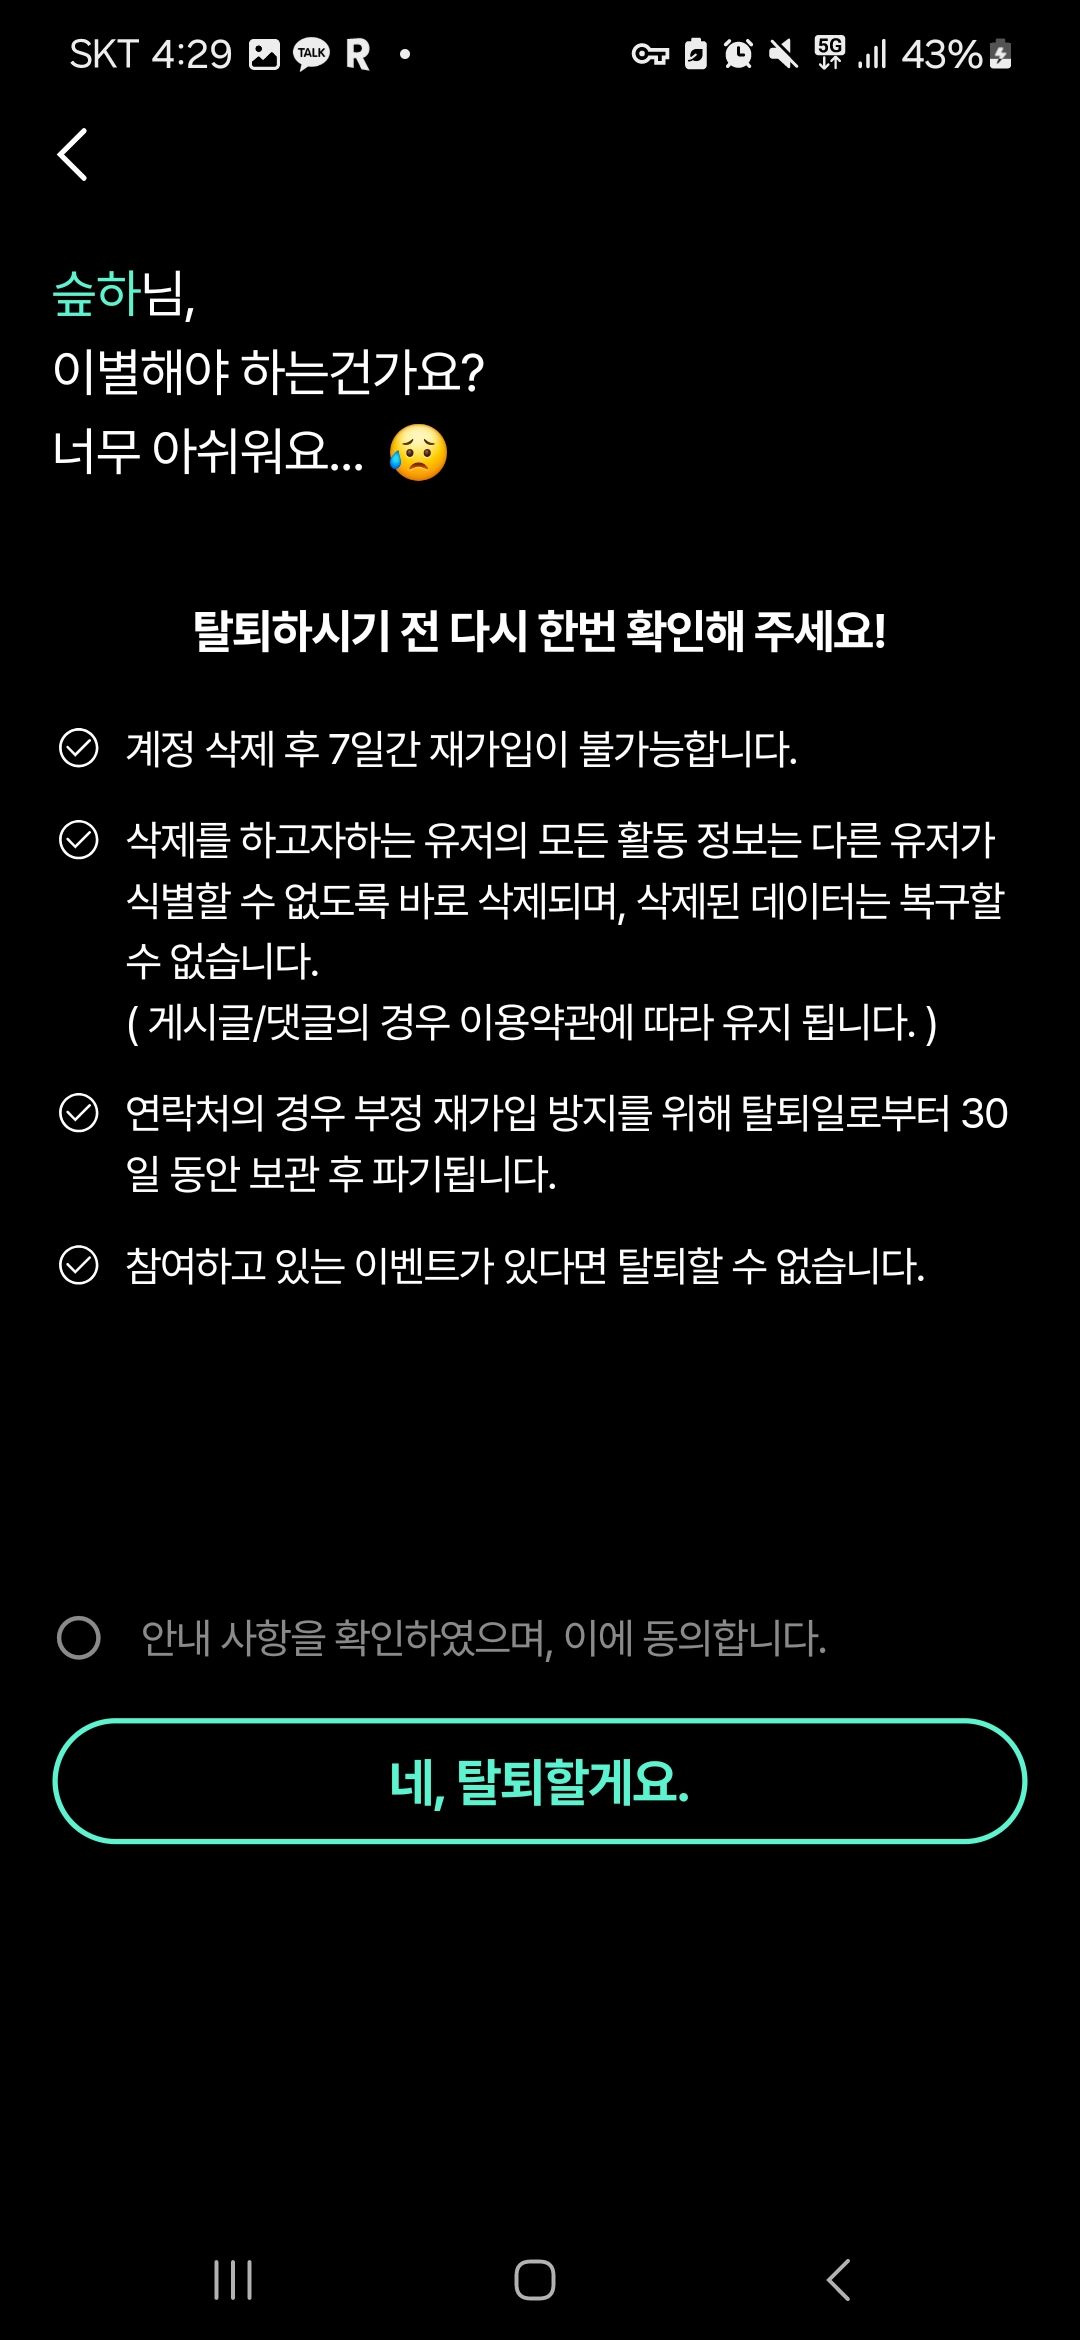 SKT 4:29 TALK R 5G 43%
슾하님,
이별해야 하는건가요?
너무 아쉬워요... 😥
탈퇴하시기 전 다시 한번 확인해 주세요!
계정 삭제 후 7일간 재가입이 불가능합니다.
삭제를 하고자하는 유저의 모든 활동 정보는 다른 유저가
식별할 수 없도록 바로 삭제되며, 삭제된 데이터는 복구할
수 없습니다.
( 게시글/댓글의 경우 이용약관에 따라 유지 됩니다. )
연락처의 경우 부정 재가입 방지를 위해 탈퇴일로부터 30
일 동안 보관 후 파기됩니다.
참여하고 있는 이벤트가 있다면 탈퇴할 수 없습니다.
안내 사항을 확인하였으며, 이에 동의합니다.
네, 탈퇴할게요.